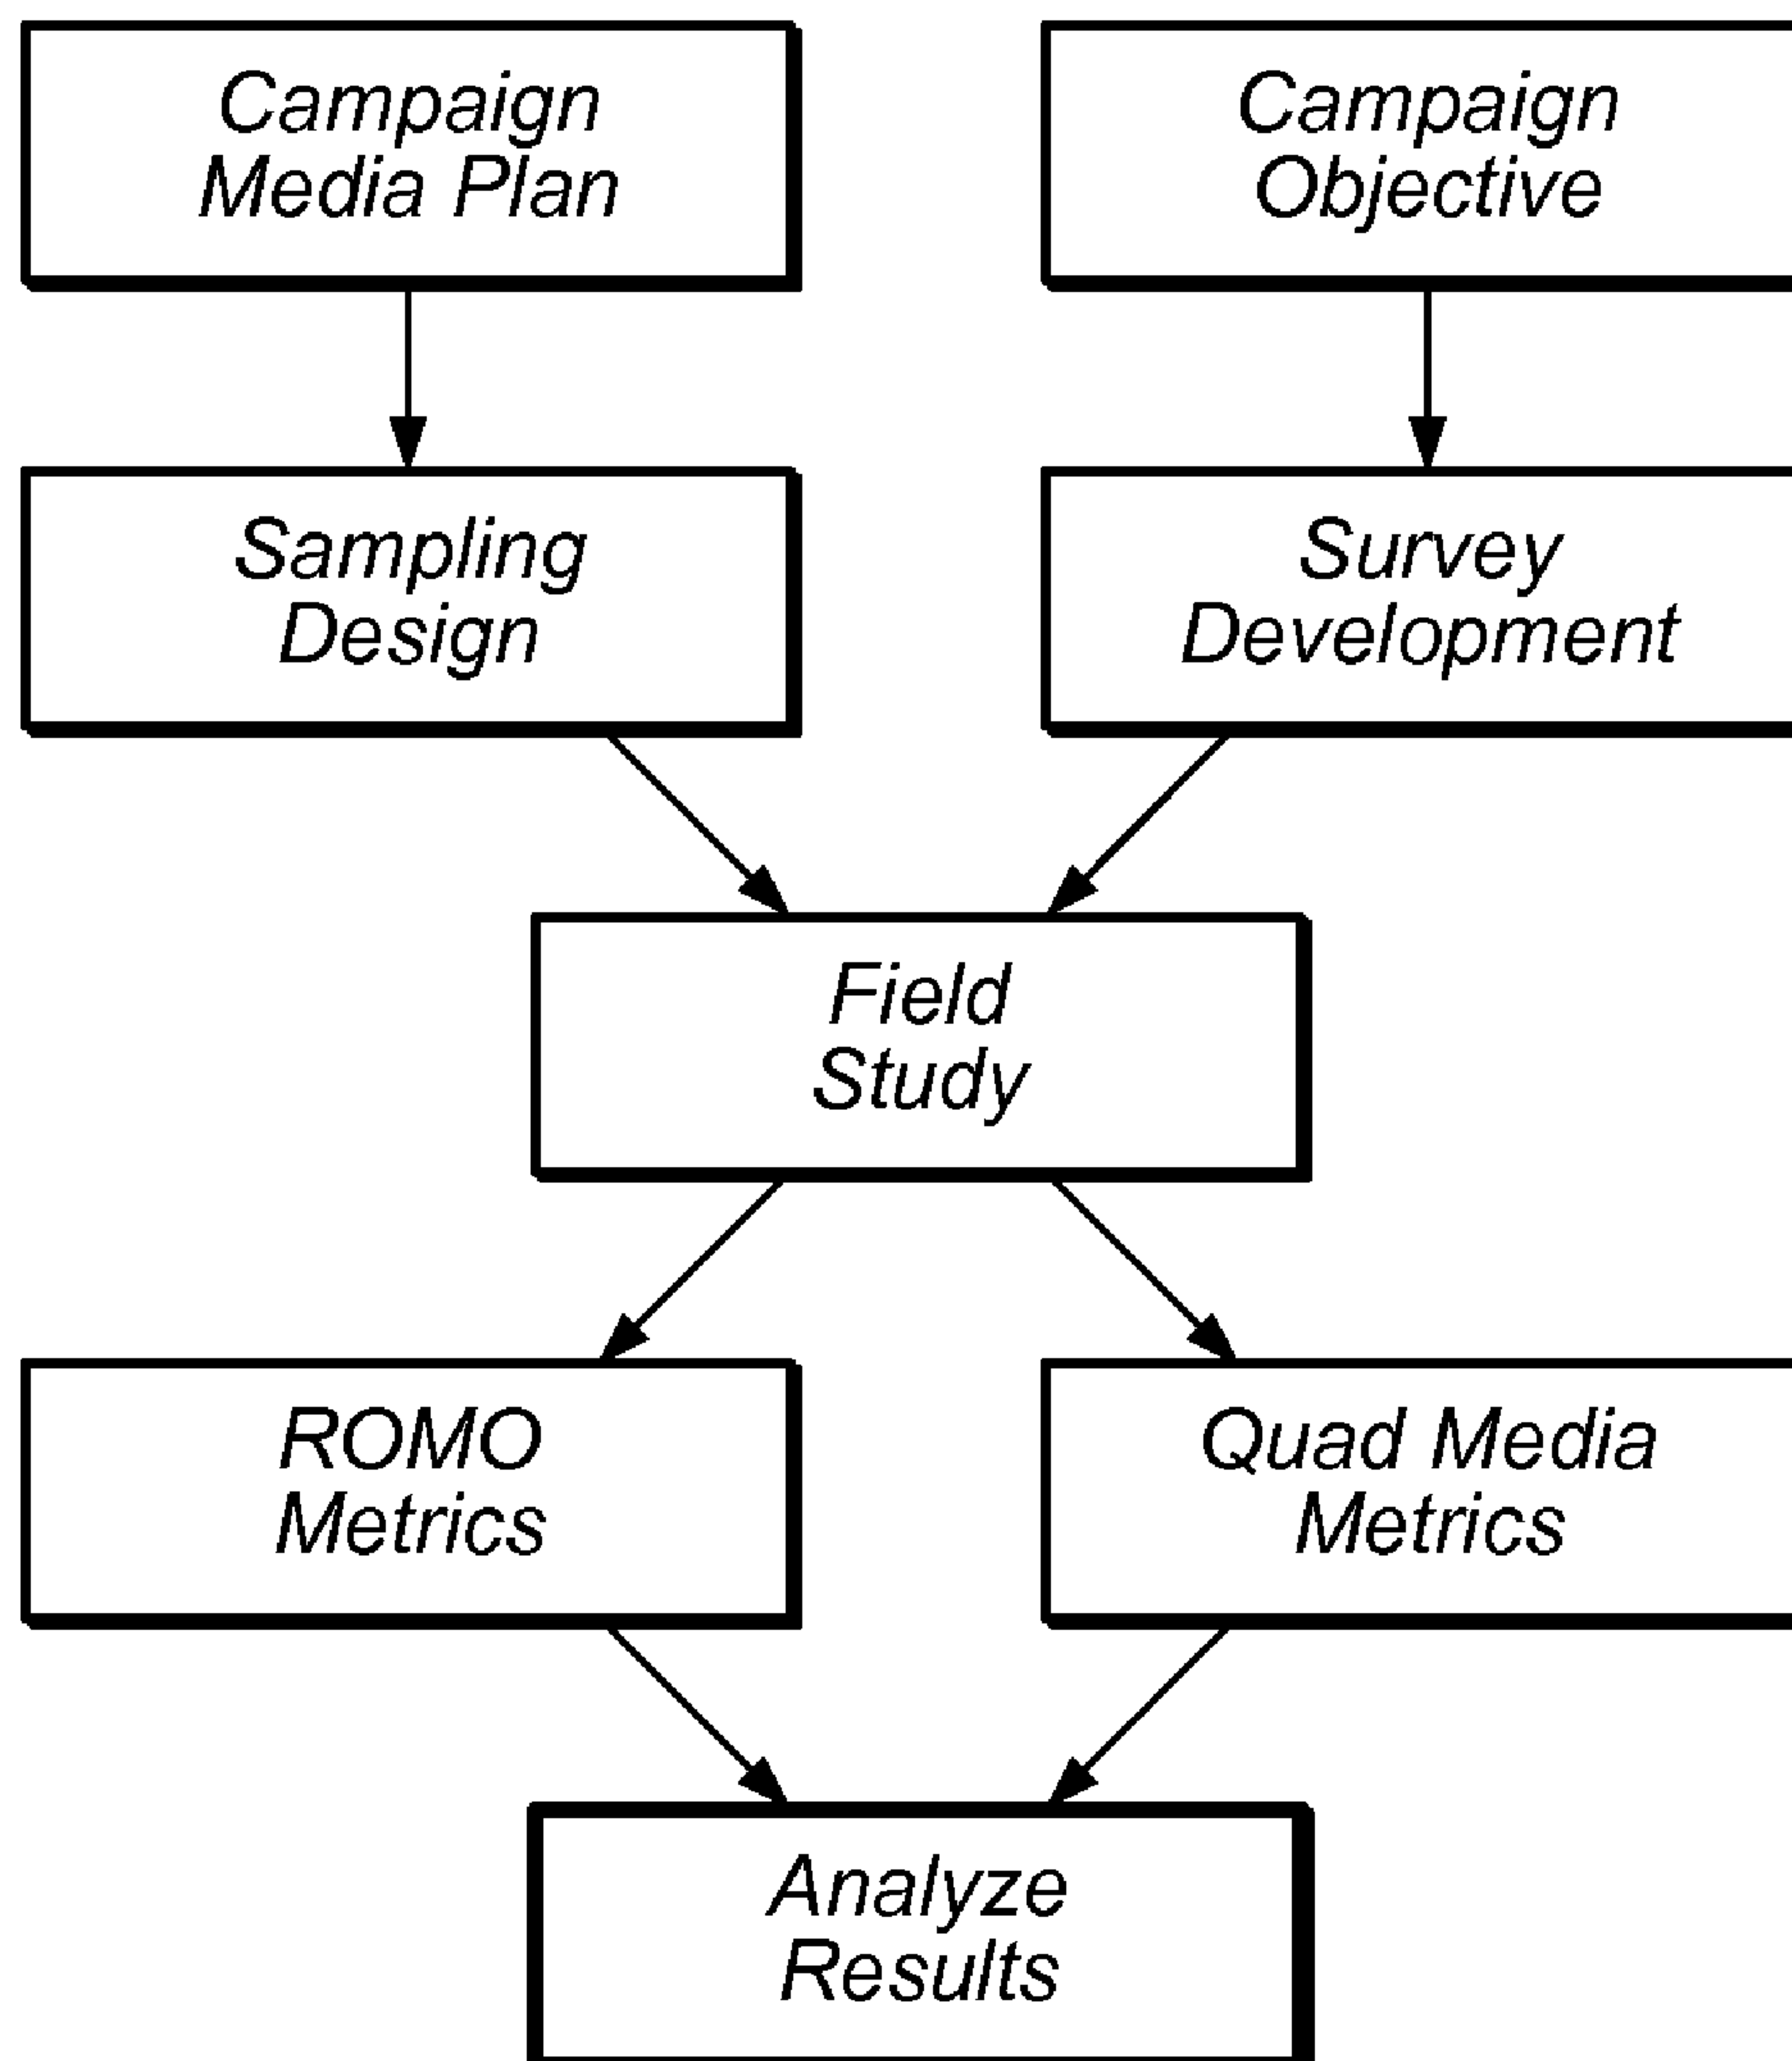 Campaign
Media Plan
Campaign
Objective
Sampling
Design
Survey
Development
Field
Study
ROMO
Metrics
Quad Media
Metrics
Analyze
Results